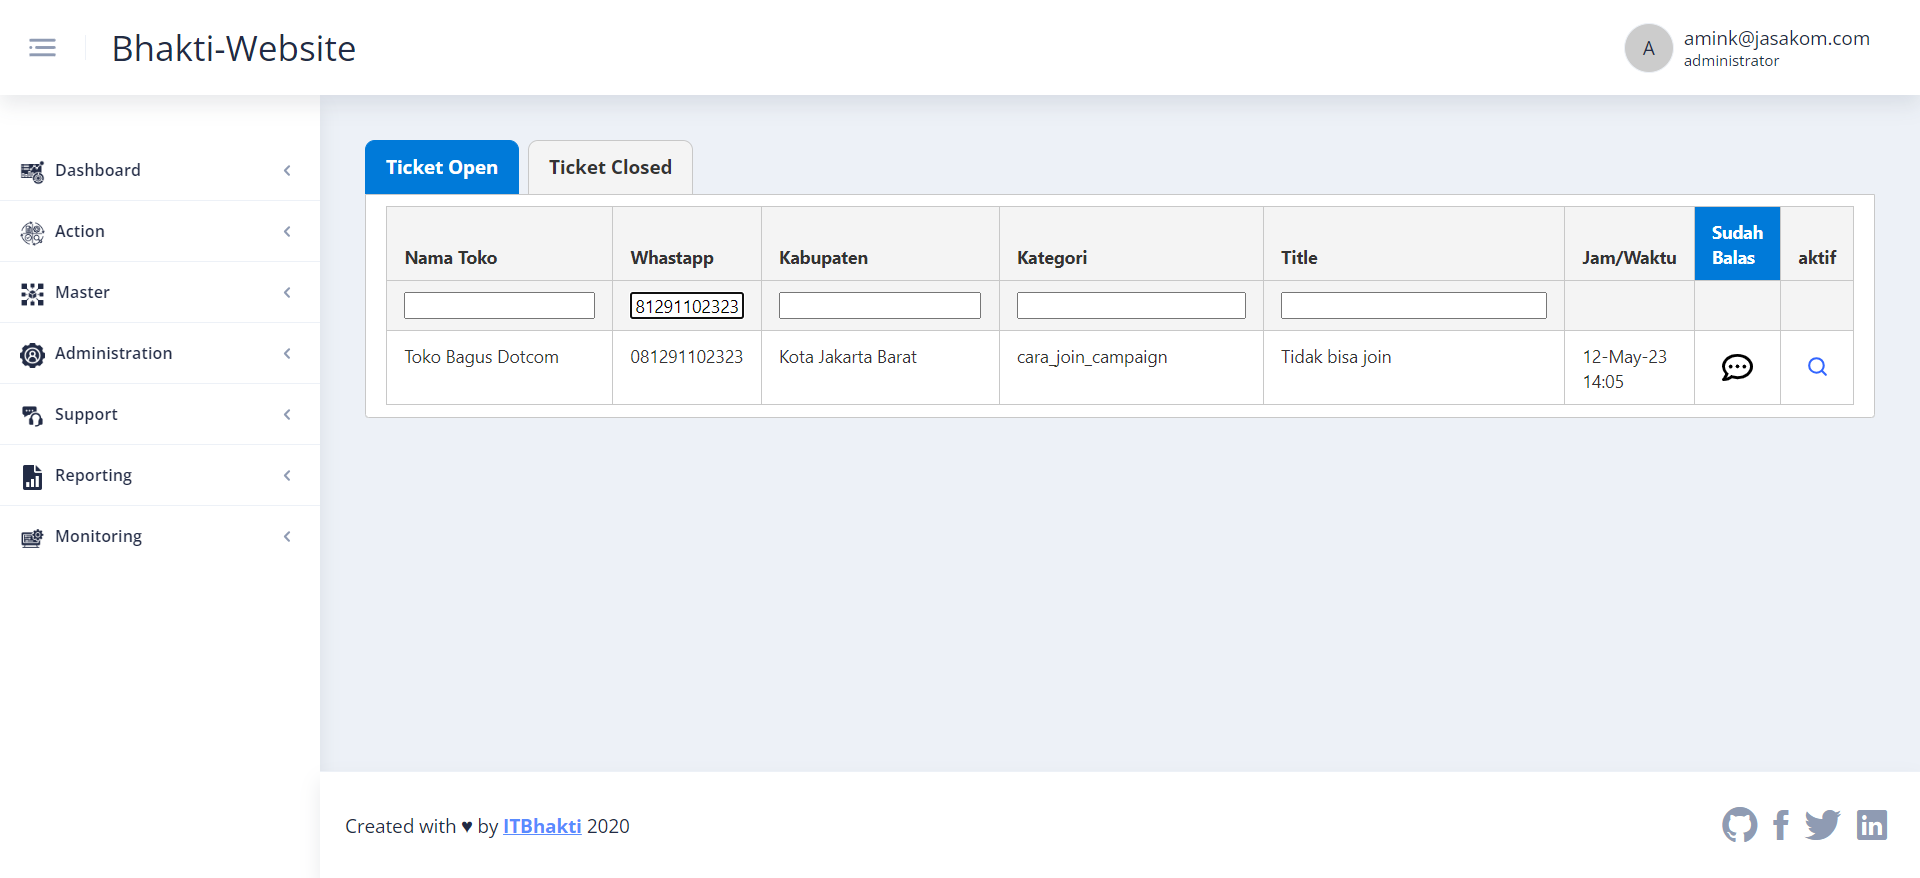 Bhakti-Website
A
amink@jasakom.com
administrator
Dashboard
Action
Master
Administration
Support
Reporting
Monitoring
Ticket Open
Ticket Closed
Nama Toko
Whastapp
Kabupaten
Kategori
Title
Jam/Waktu
Sudah
Balas
aktif
81291102323
Toko Bagus Dotcom
081291102323
Kota Jakarta Barat
cara_join_campaign
Tidak bisa join
12-May-23
14:05
Created with ♥ by ITBhakti 2020